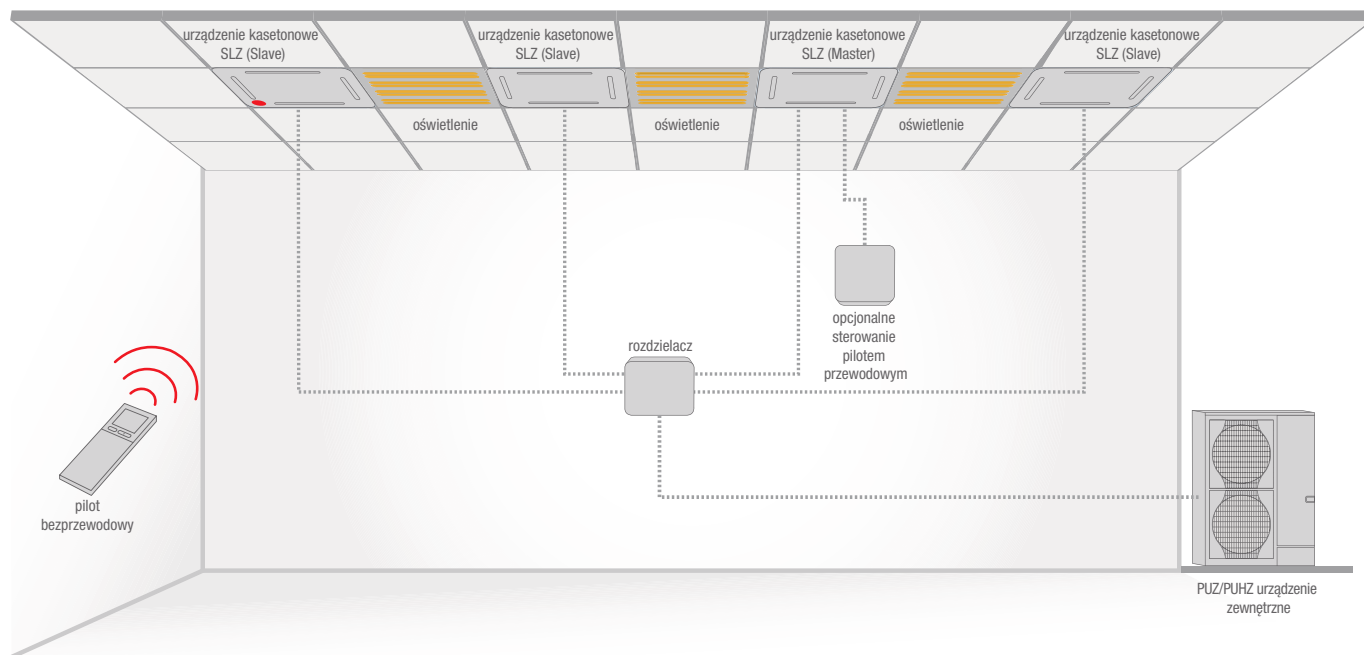 urządzenie kasetonowe
SLZ (Slave)
urządzenie kasetonowe
SLZ (Slave)
urządzenie kasetonowe
SLZ (Master)
urządzenie kasetonowe
SLZ (Slave)
oświetlenie
oświetlenie
oświetlenie
opcjonalne
sterowanie
pilotem
przewodowym
rozdzielacz
pilot
bezprzewodowy
PUZ/PUHZ urządzenie
zewnętrzne